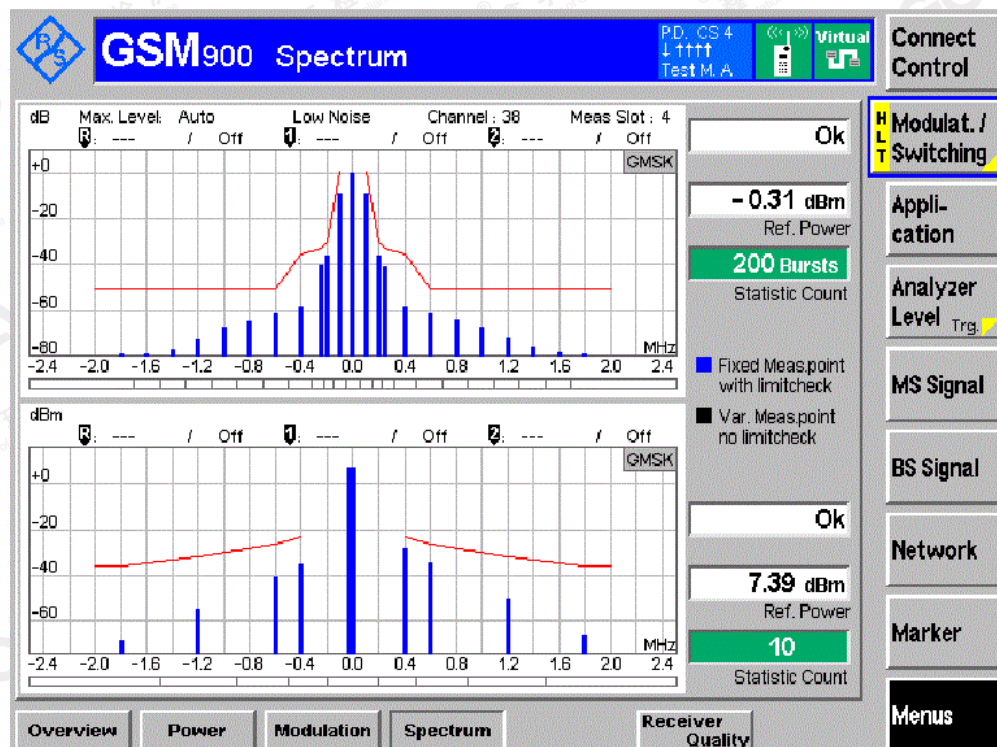 R&S
GSM900 Spectrum
P.D. CS 4
↓ ↑↑↑↑
Test M. A.
Virtual
Connect
Control
dB Max. Level: Auto Low Noise Channel : 38 Meas Slot : 4
R: --- / Off 1: --- / Off 2: --- / Off
GMSK
+0
-20
-40
-60
-80
MHz
-2.4 -2.0 -1.6 -1.2 -0.8 -0.4 0.0 0.4 0.8 1.2 1.6 2.0 2.4
Ok
- 0.31 dBm
Ref. Power
200 Bursts
Statistic Count
Fixed Meas.point
with limitcheck
Var. Meas.point
no limitcheck
dBm
R: --- / Off 1: --- / Off 2: --- / Off
GMSK
+0
-20
-40
-60
MHz
-2.4 -2.0 -1.6 -1.2 -0.8 -0.4 0.0 0.4 0.8 1.2 1.6 2.0 2.4
Ok
7.39 dBm
Ref. Power
10
Statistic Count
HLT
Modulat. /
Switching
Appli-
cation
Analyzer
Level Trg.
MS Signal
BS Signal
Network
Marker
Menus
Overview Power Modulation Spectrum Receiver
Quality